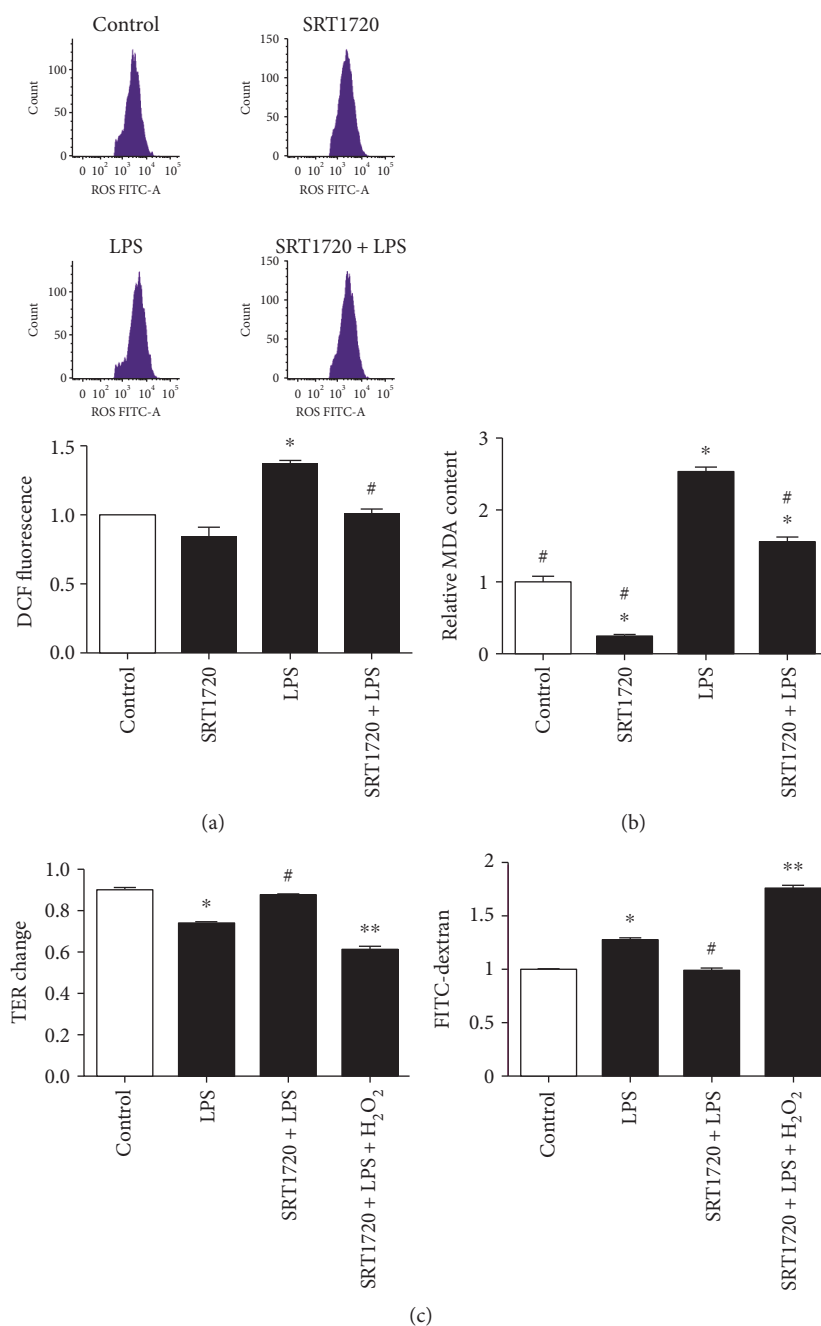 Control
Count
100
50
0
0 10² 10³ 10⁴ 10⁵
ROS FITC-A
SRT1720
Count
150
100
50
0
0 10² 10³ 10⁴ 10⁵
ROS FITC-A
LPS
Count
100
50
0
0 10² 10³ 10⁴ 10⁵
ROS FITC-A
SRT1720 + LPS
Count
150
100
50
0
0 10² 10³ 10⁴ 10⁵
ROS FITC-A
DCF fluorescence
1.5
1.0
0.5
0.0
*
#
Control
SRT1720
LPS
SRT1720 + LPS
(a)
Relative MDA content
3
2
1
0
#
#
*
*
#
*
Control
SRT1720
LPS
SRT1720 + LPS
(b)
TER change
1.0
0.8
0.6
0.4
0.2
0.0
*
#
**
Control
LPS
SRT1720 + LPS
SRT1720 + LPS + H₂O₂
FITC-dextran
2
1.5
1
0.5
0
*
#
**
Control
LPS
SRT1720 + LPS
SRT1720 + LPS + H₂O₂
(c)